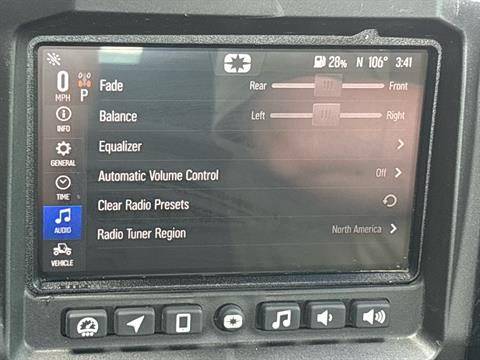 28% N 106° 3:41
0
MPH
P
INFO
GENERAL
TIME
AUDIO
VEHICLE
Fade Rear Front
Balance Left Right
Equalizer
Automatic Volume Control Off
Clear Radio Presets
Radio Tuner Region North America